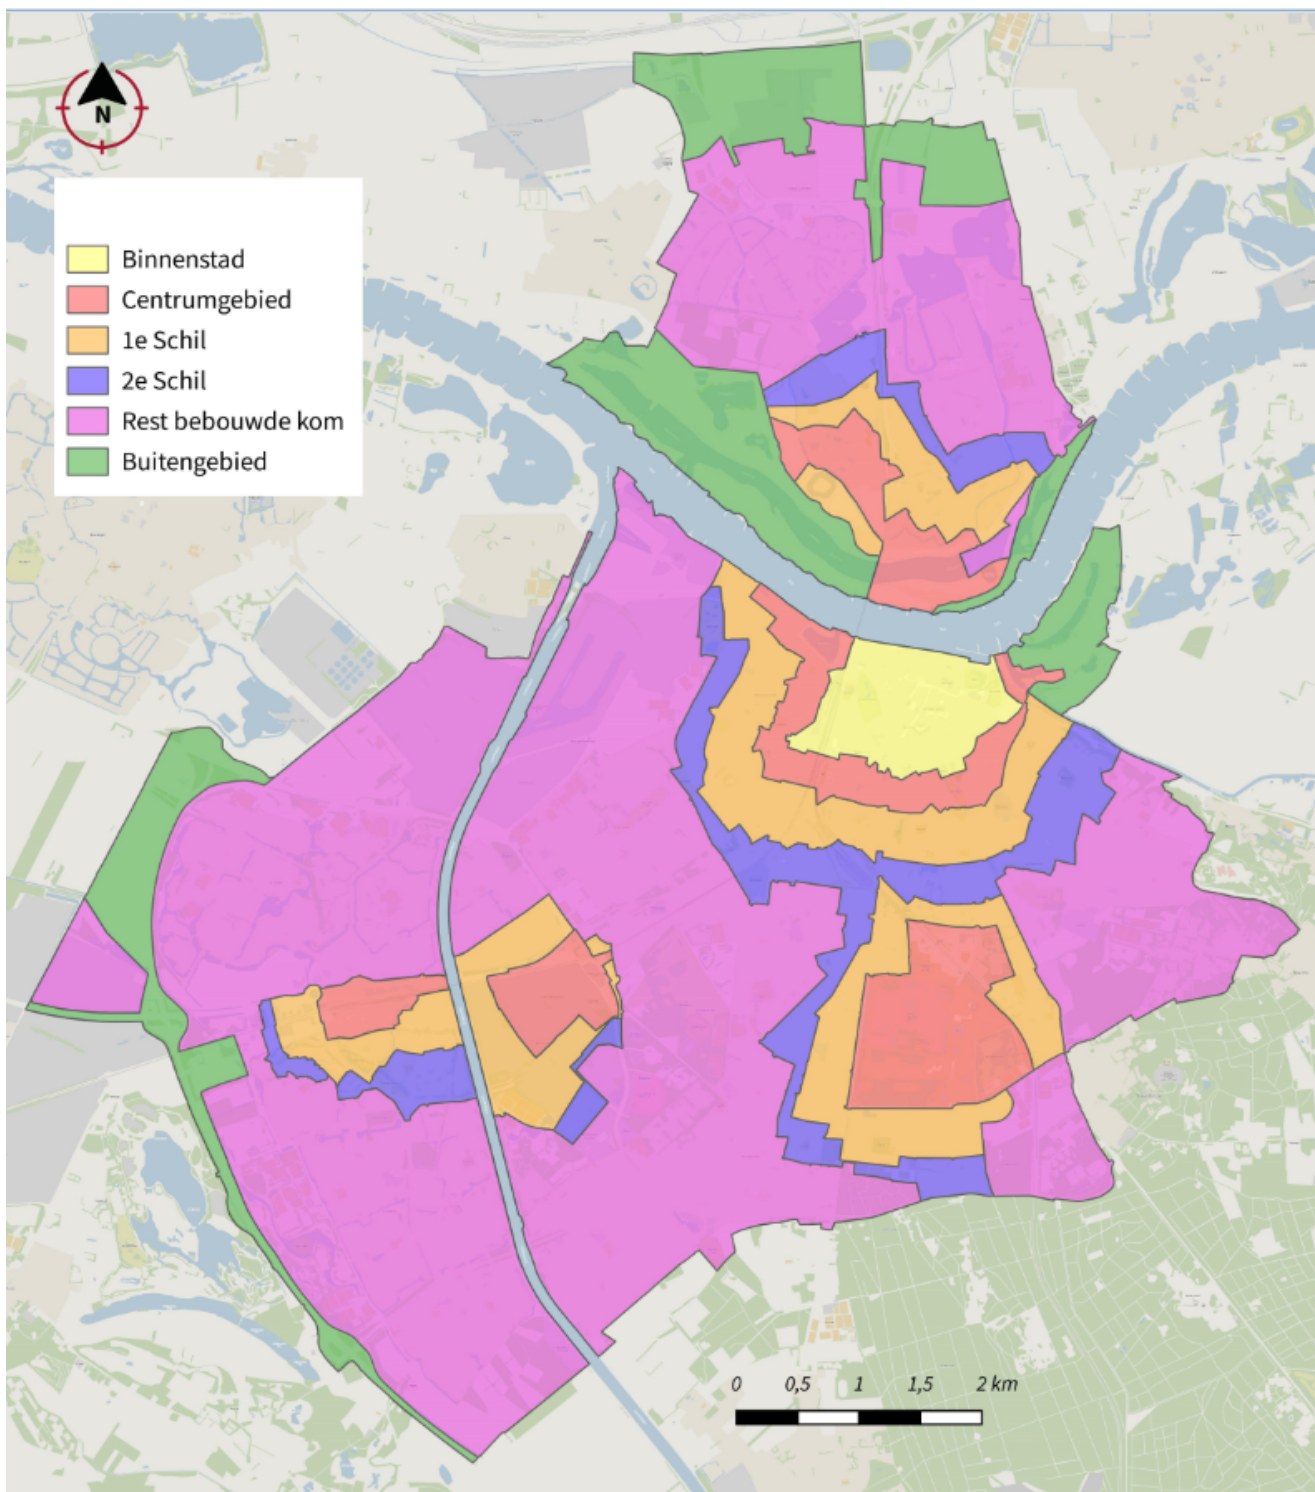 N
Binnenstad
Centrumgebied
1e Schil
2e Schil
Rest bebouwde kom
Buitengebied
0 0,5 1 1,5 2 km